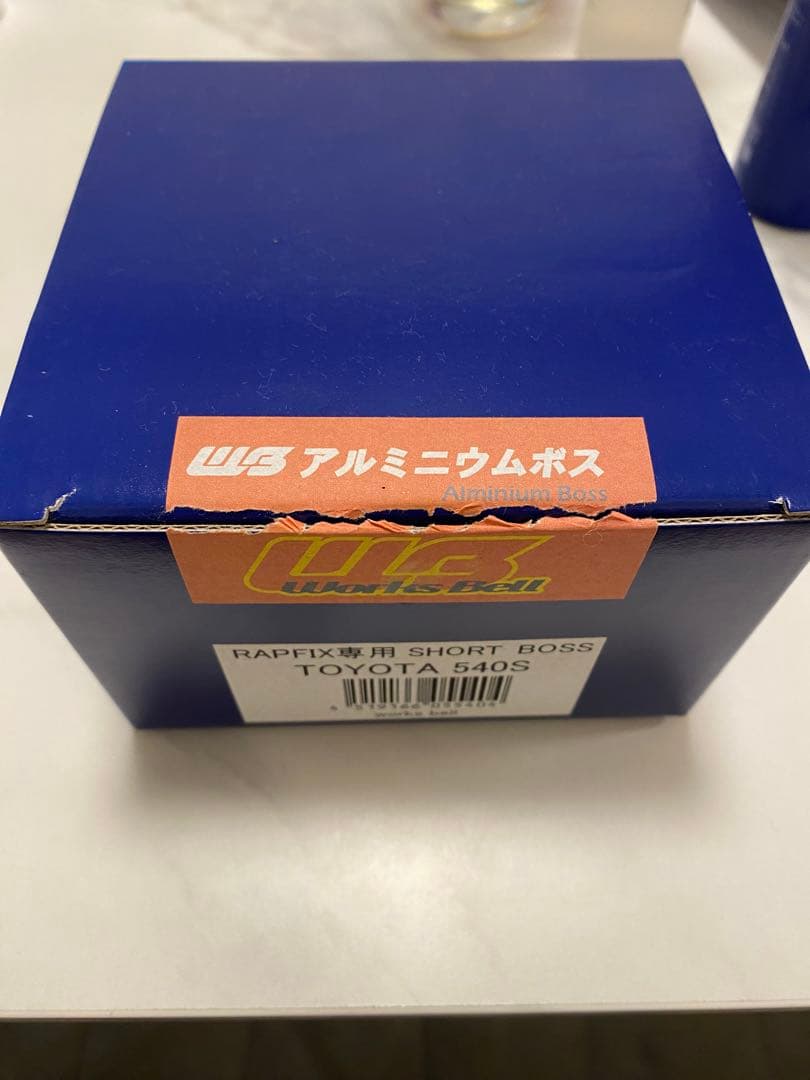 WB アルミニウムボス
Alminium Boss
WB
Works Bell
RAPFIX専用 SHORT BOSS
TOYOTA 540S
works bell